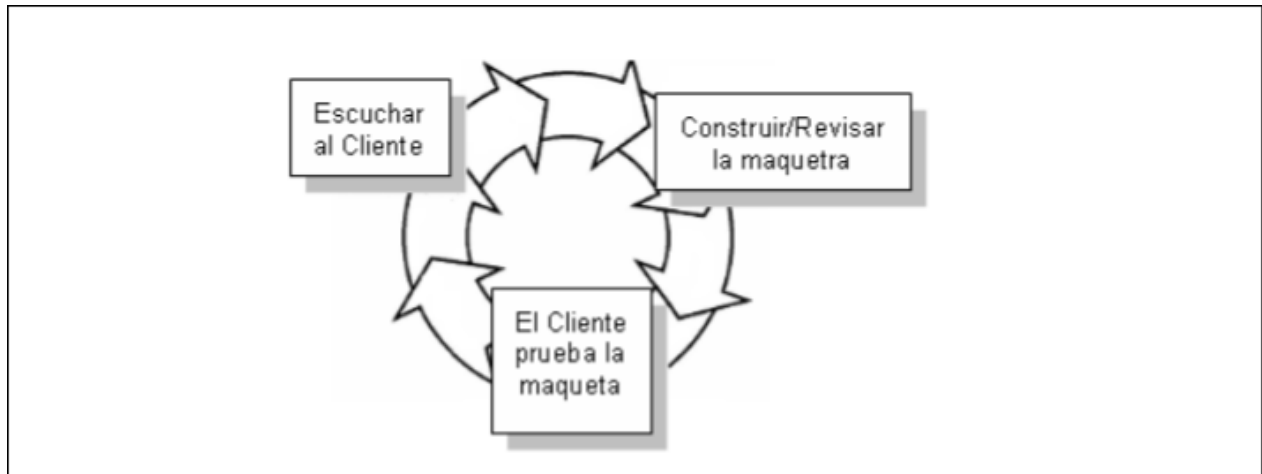 Escuchar
al Cliente
Construir/Revisar
la maquetra
El Cliente
prueba la
maqueta